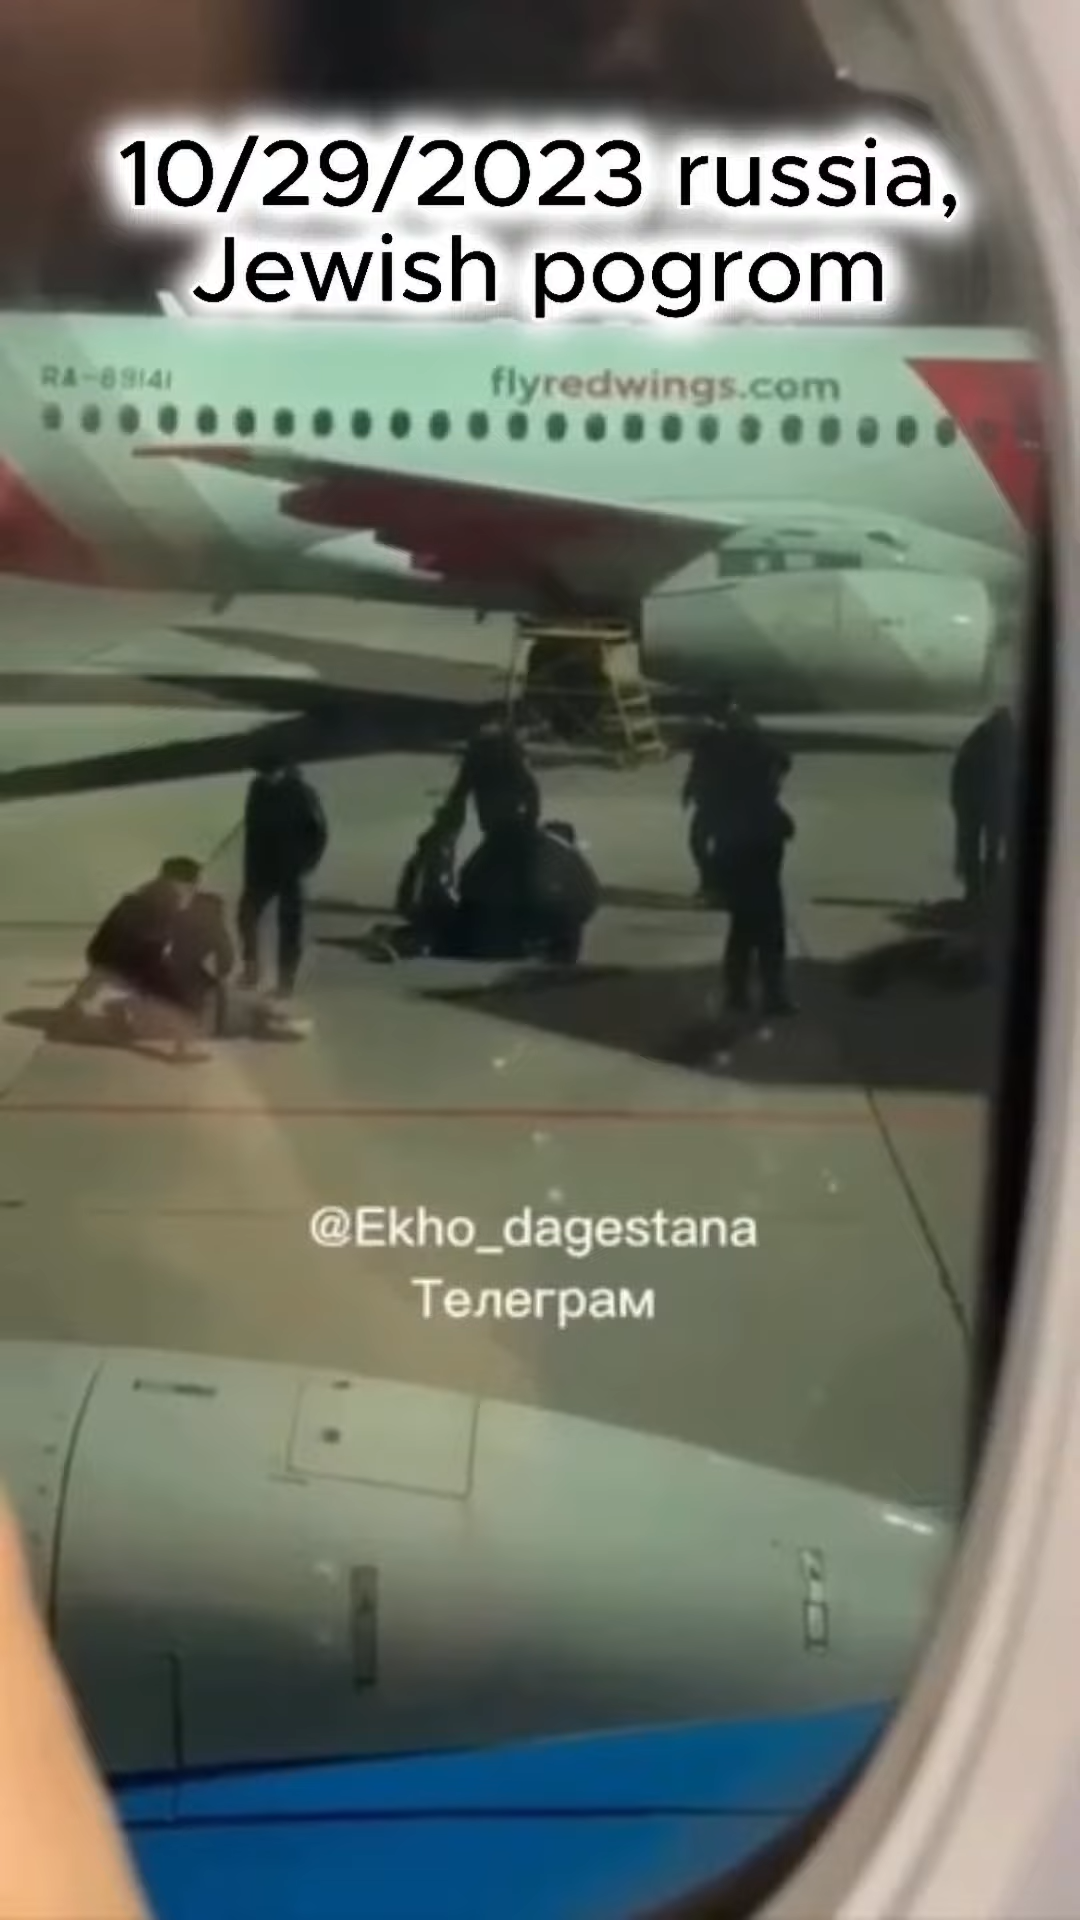 10/29/2023 russia,
Jewish pogrom
RA-89141
flyredwings.com
@Ekho_dagestana
Телеграм